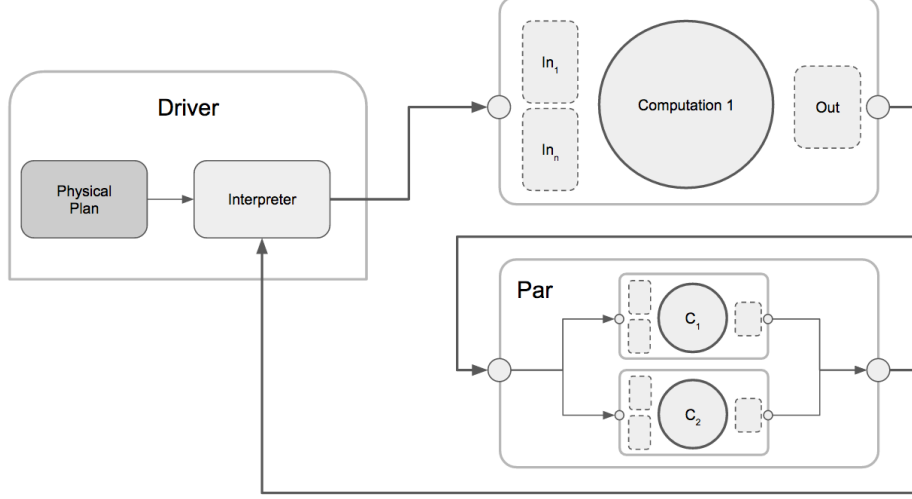 Driver
Physical
Plan
Interpreter
In₁
Inₙ
Computation 1
Out
Par
C₁
C₂